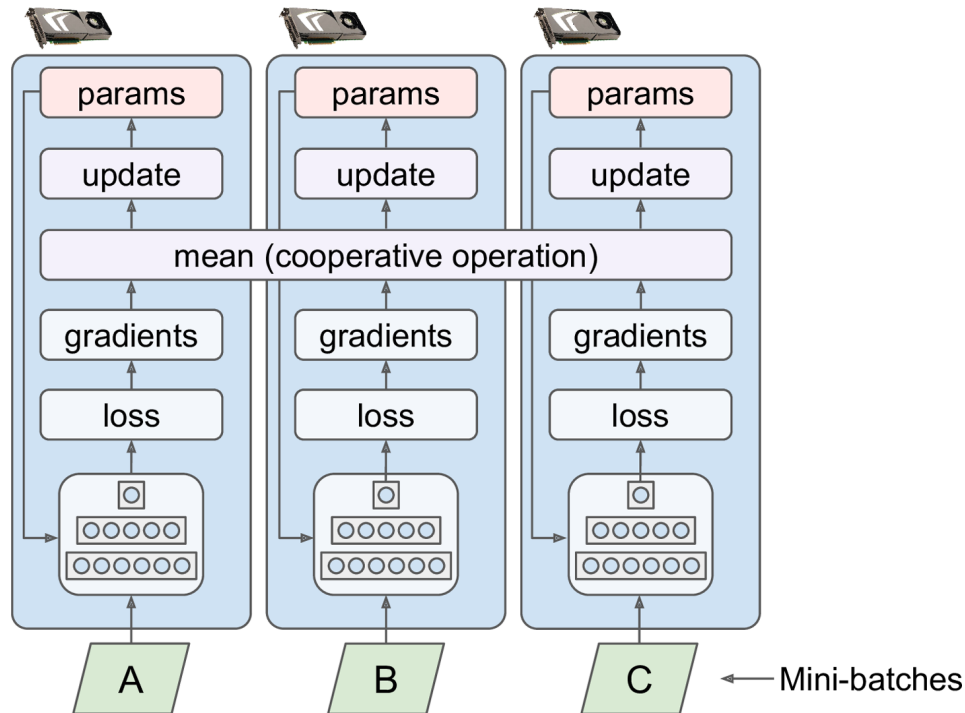 params params params
update update update
mean (cooperative operation)
gradients gradients gradients
loss loss loss
A B C Mini-batches